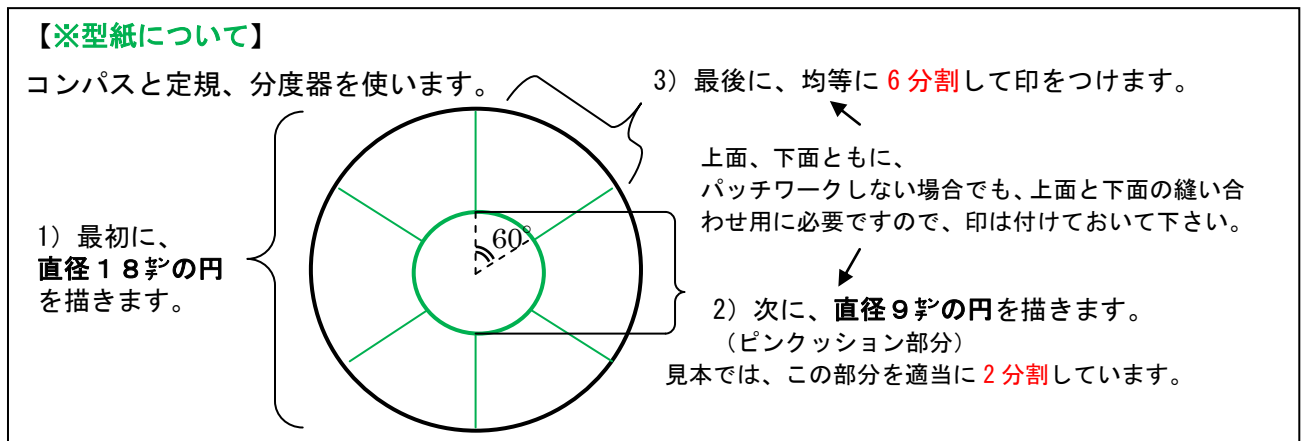 【※型紙について】
コンパスと定規、分度器を使います。
3) 最後に、均等に 6 分割して印をつけます。
上面、下面ともに、
パッチワークしない場合でも、上面と下面の縫い合
わせ用に必要ですので、印は付けておいて下さい。
1) 最初に、
直径18㌢の円
を描きます。
60°
2) 次に、直径9㌢の円を描きます。
(ピンクッション部分)
見本では、この部分を適当に 2 分割しています。